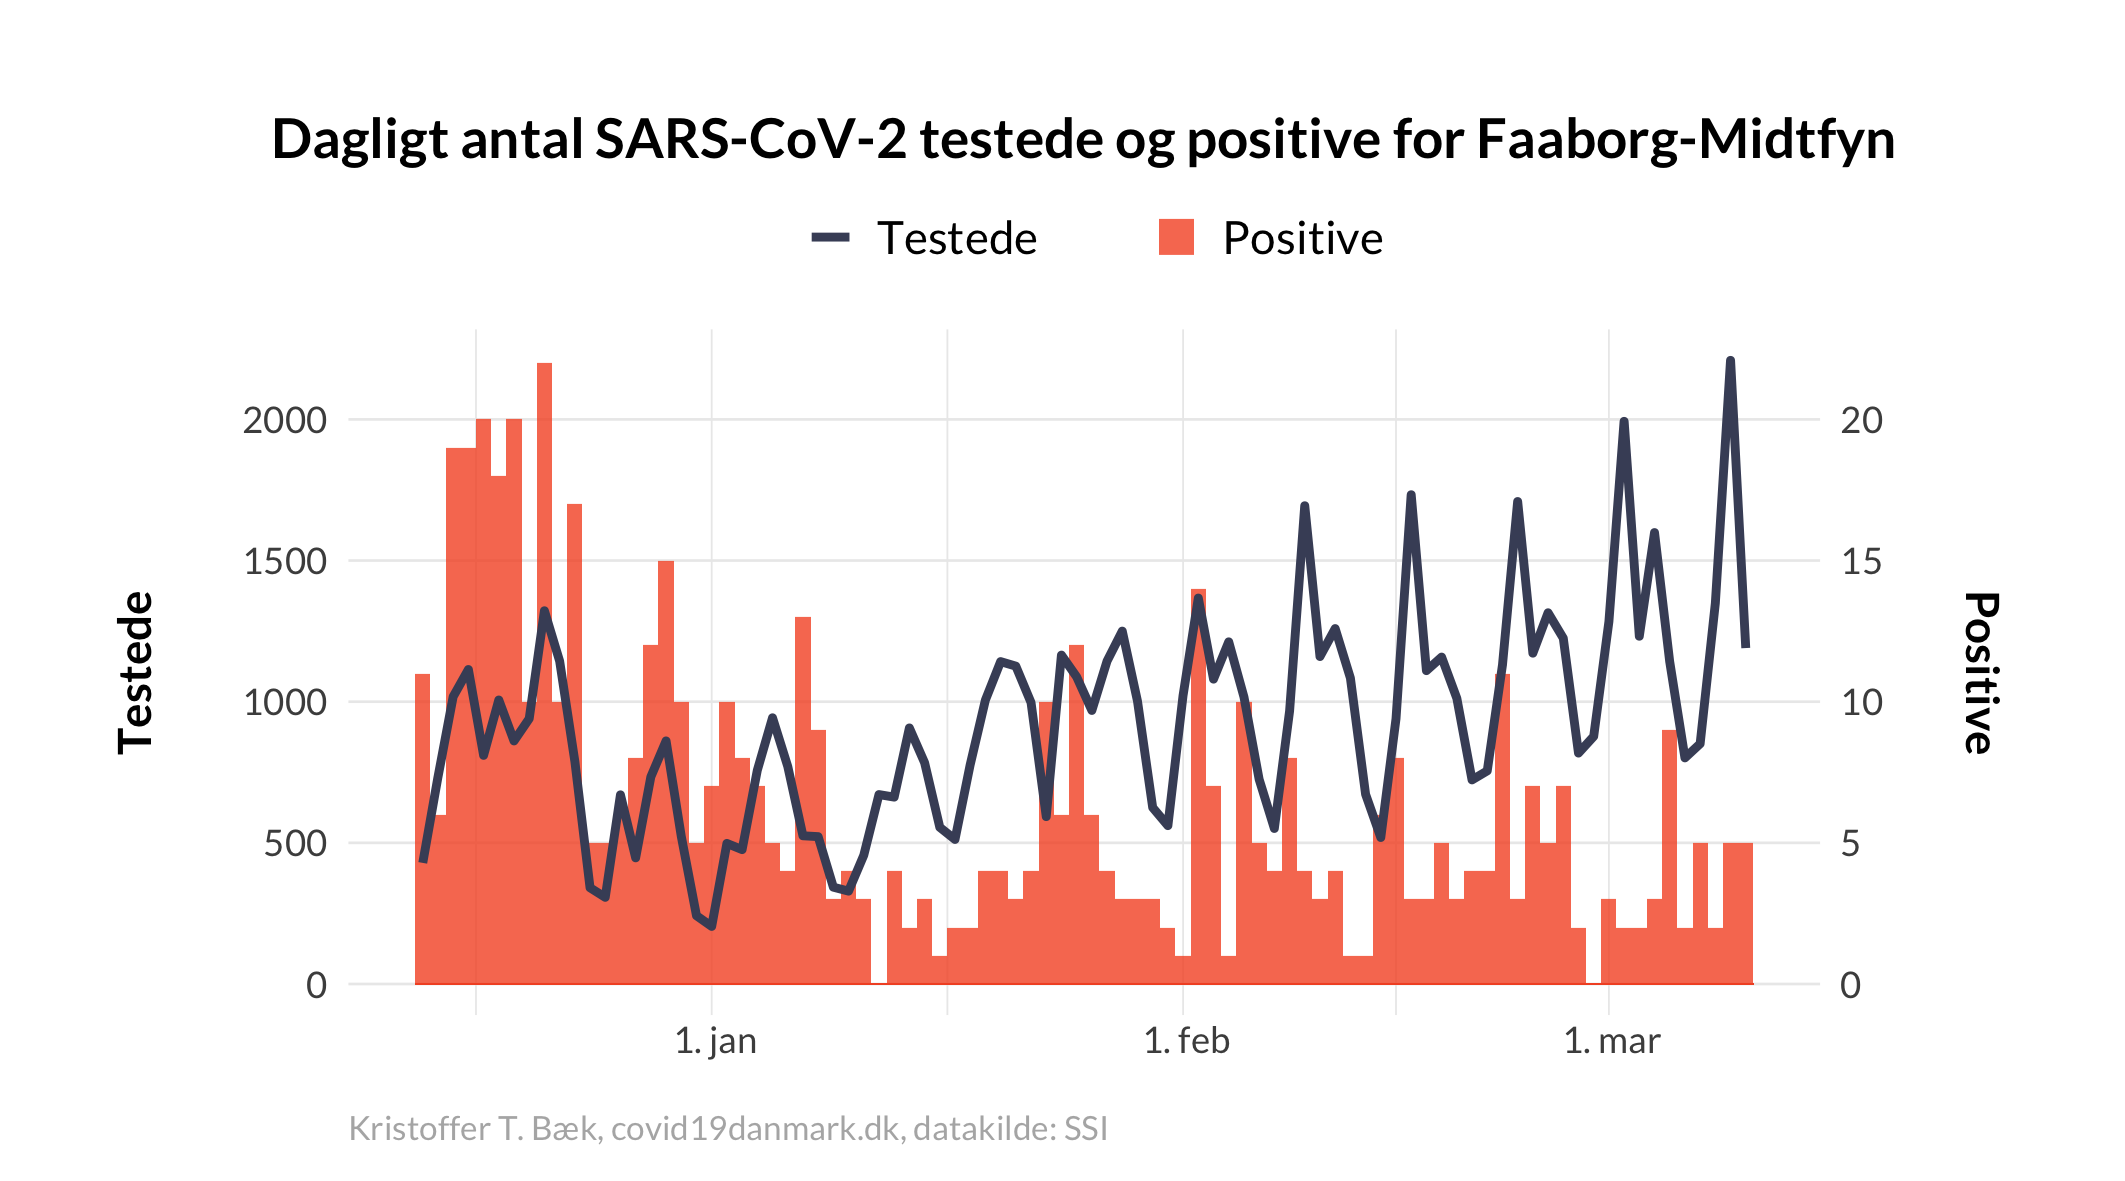 Dagligt antal SARS-CoV-2 testede og positive for Faaborg-Midtfyn
Testede
Positive
Testede
2000
1500
1000
500
0
20
15
10
5
0
Positive
1. jan
1. feb
1. mar
Kristoffer T. Bæk, covid19danmark.dk, datakilde: SSI